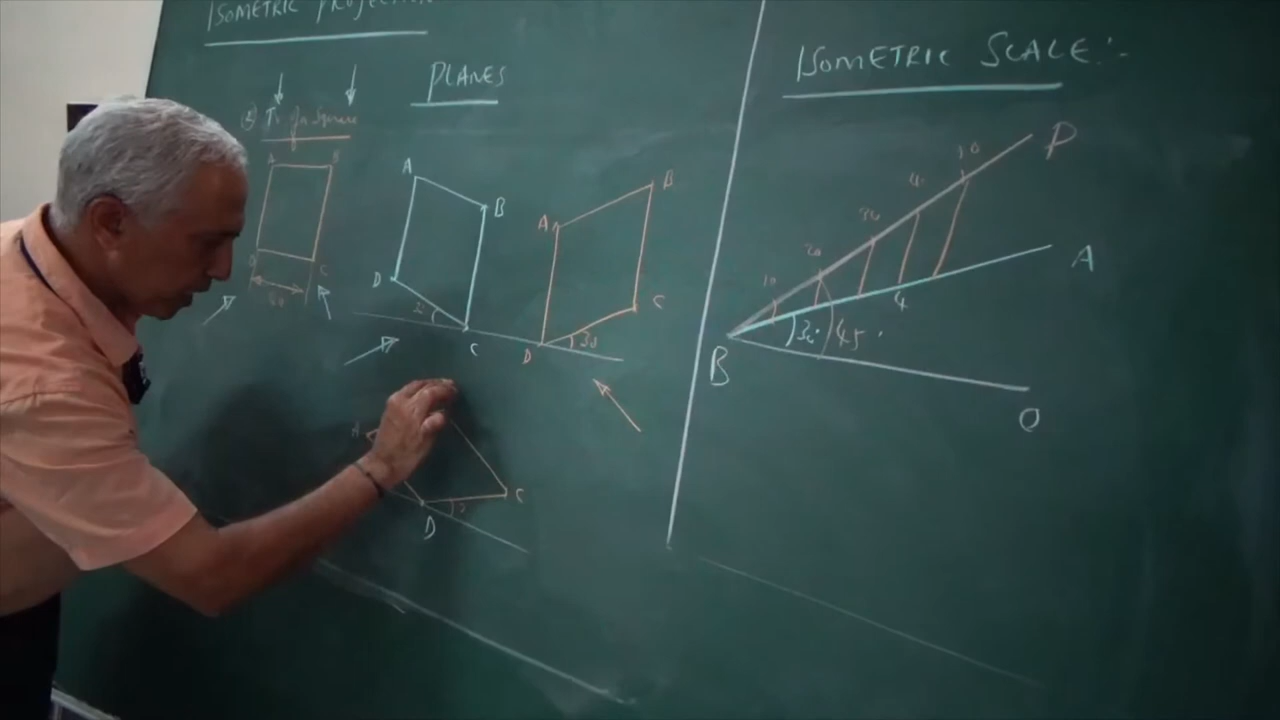 ISOMETRIC PROJECTION
PLANES
of a Square
A B
C
A
B
D
C
A
B
D
C
30
A
D
C
ISOMETRIC SCALE:-
P
A
B
O
10
20
30
40
50
30°
45°